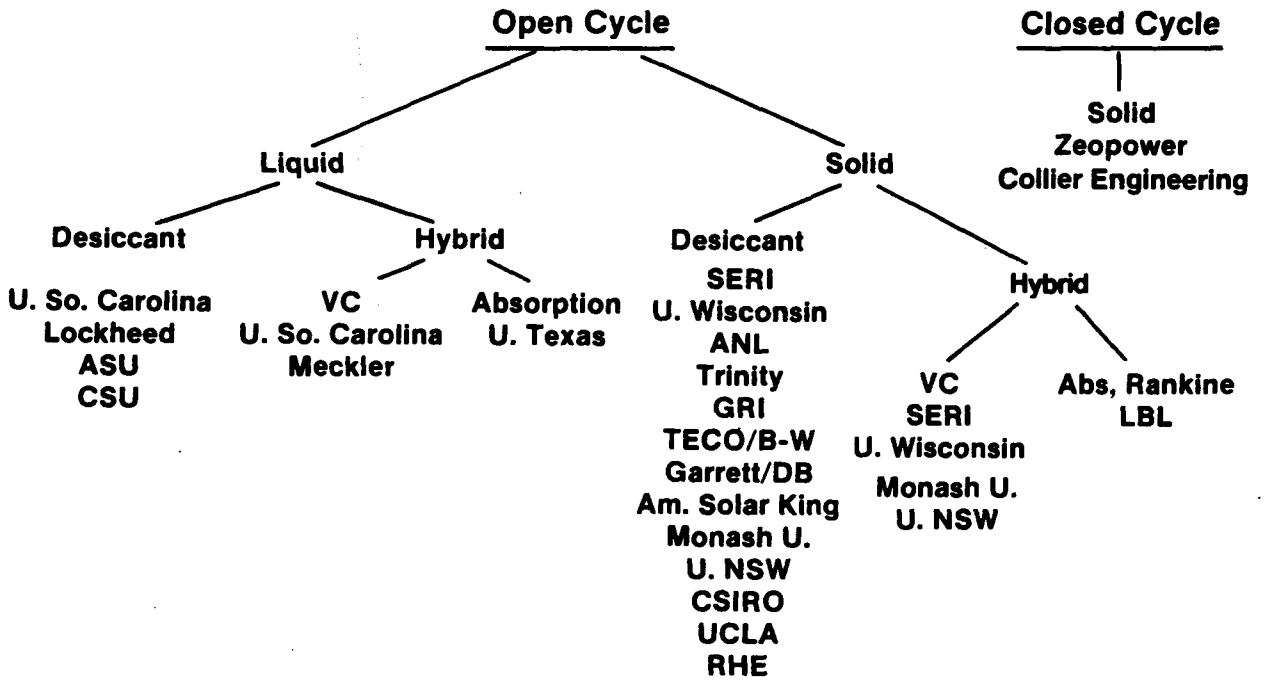 Open Cycle
Closed Cycle
Solid
Zeopower
Collier Engineering
Liquid
Solid
Desiccant
Hybrid
Desiccant
Hybrid
U. So. Carolina
Lockheed
ASU
CSU
VC
U. So. Carolina
Meckler
Absorption
U. Texas
SERI
U. Wisconsin
ANL
Trinity
GRI
TECO/B-W
Garrett/DB
Am. Solar King
Monash U.
U. NSW
CSIRO
UCLA
RHE
VC
SERI
U. Wisconsin
Monash U.
U. NSW
Abs, Rankine
LBL